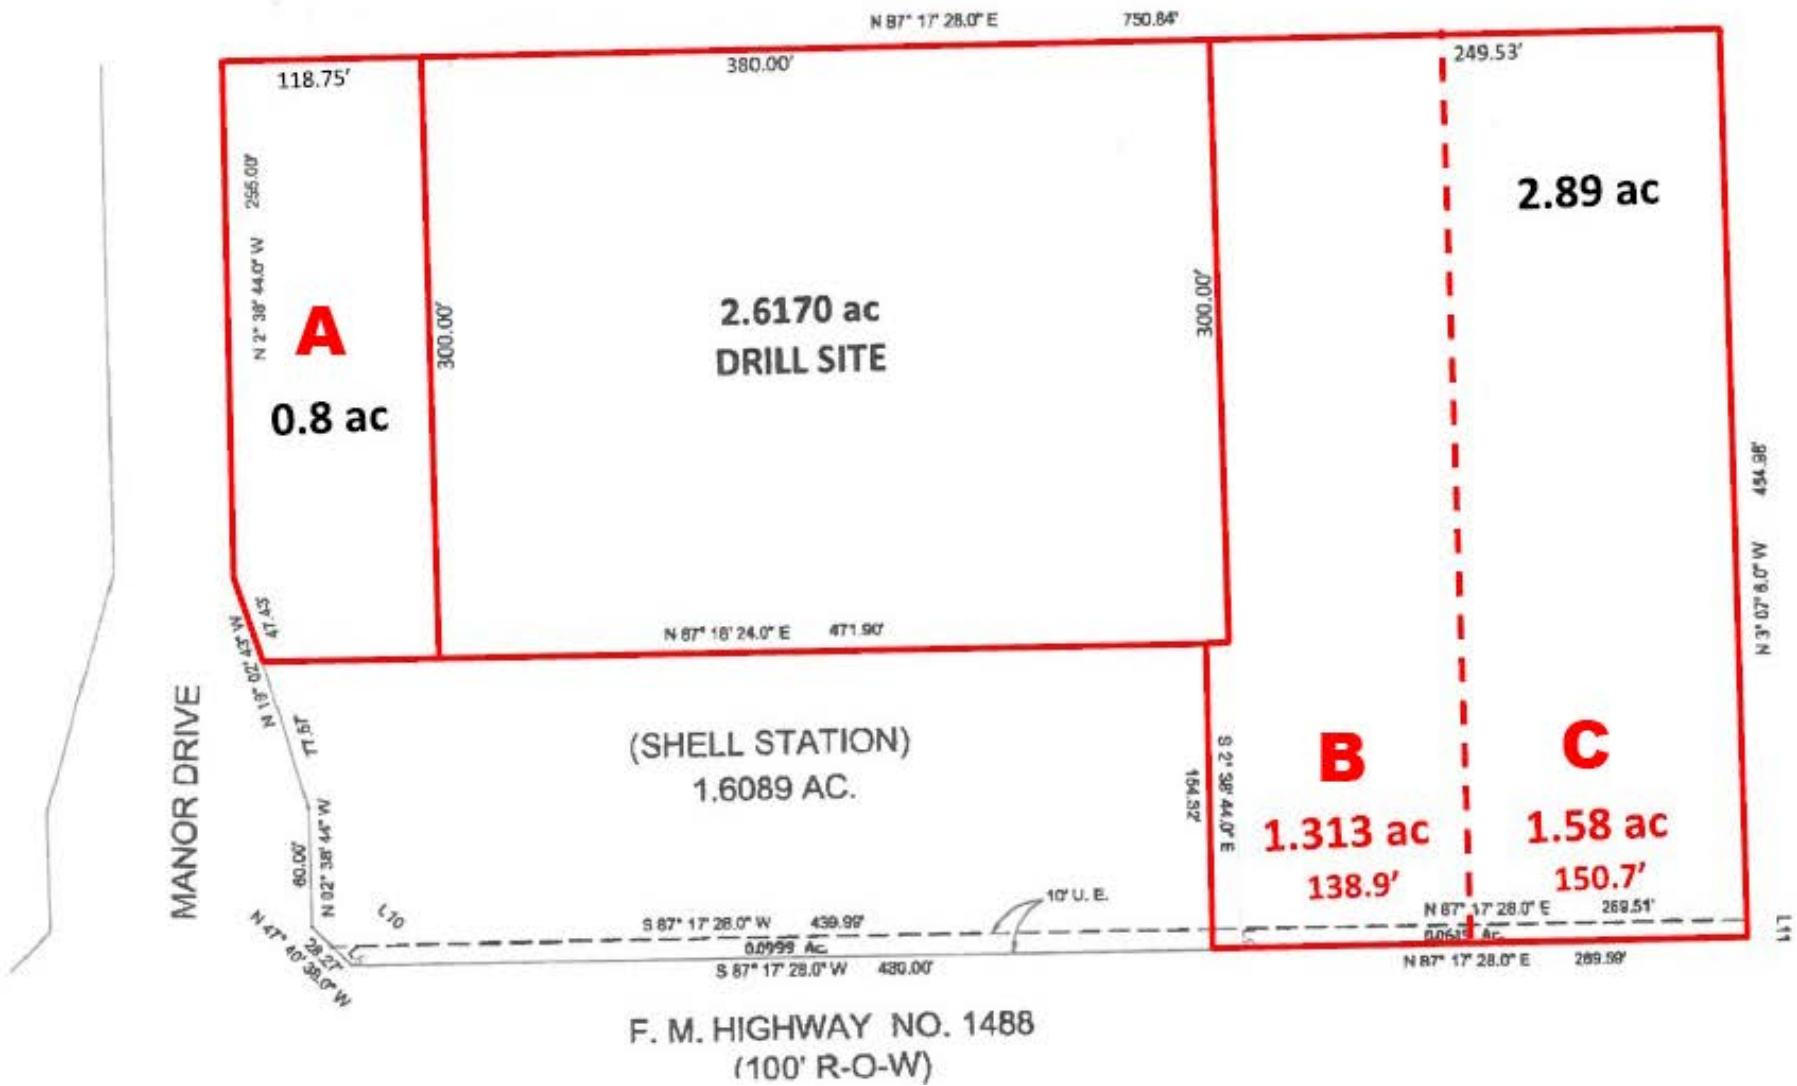 N 87° 17' 28.0" E 750.84'
118.75'
380.00'
249.53'
N 2° 38' 44.0" W 295.00'
A
0.8 ac
300.00'
2.6170 ac
DRILL SITE
300.00'
2.89 ac
N 3° 07' 6.0" W 454.98'
47.43'
N 19° 02' 43" W
77.57'
N 87° 18' 24.0" E 471.90'
MANOR DRIVE
(SHELL STATION)
1.6089 AC.
154.32'
S 2° 38' 44.0" E
B
1.313 ac
138.9'
C
1.58 ac
150.7'
60.00'
N 02° 38' 44" W
L10
10' U. E.
N 47° 40' 38.0" W
28.27'
S 87° 17' 28.0" W 439.99'
0.0999 Ac.
S 87° 17' 28.0" W 430.00'
N 87° 17' 28.0" E 269.51'
Ac.
N 87° 17' 28.0" E 269.59'
L11
F. M. HIGHWAY NO. 1488
(100' R-O-W)